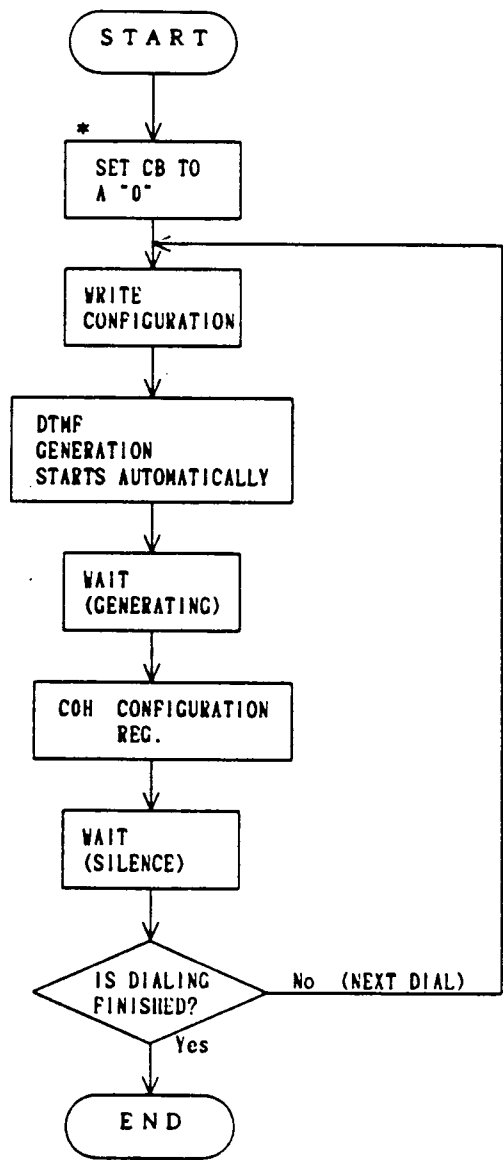 START
*
SET CB TO
A "0"
WRITE
CONFIGURATION
DTMF
GENERATION
STARTS AUTOMATICALLY
WAIT
(GENERATING)
C0H CONFIGURATION
REG.
WAIT
(SILENCE)
IS DIALING
FINISHED?
No (NEXT DIAL)
Yes
END